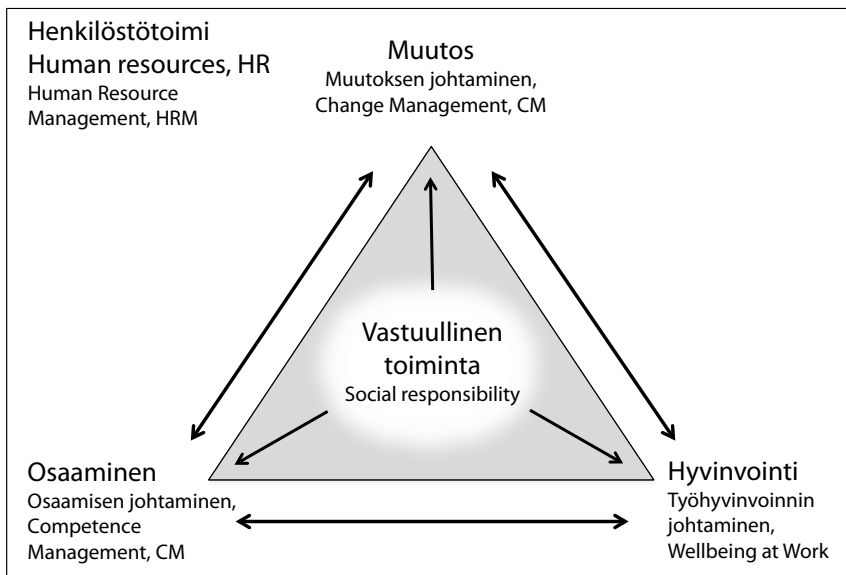 Henkilöstötoimi
Human resources, HR
Human Resource
Management, HRM
Muutos
Muutoksen johtaminen,
Change Management, CM
Vastuullinen
toiminta
Social responsibility
Osaaminen
Osaamisen johtaminen,
Competence
Management, CM
Hyvinvointi
Työhyvinvoinnin
johtaminen,
Wellbeing at Work